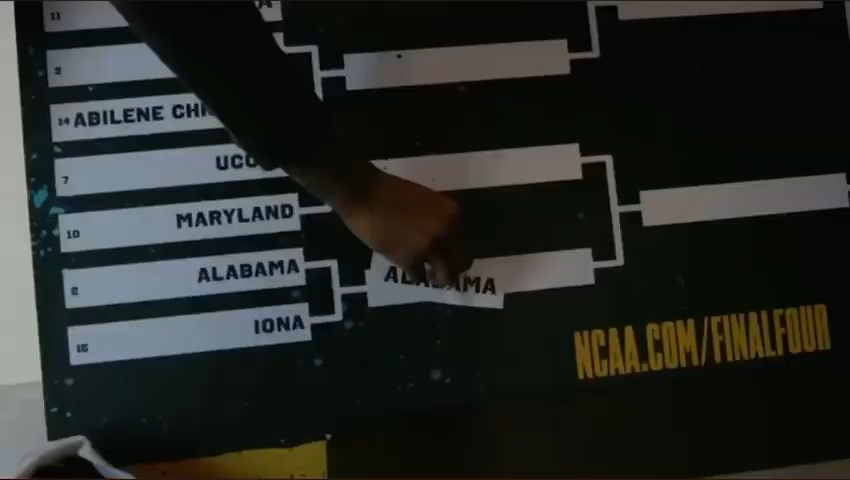 11
3
14 ABILENE CHR
7 UCO
10 MARYLAND
2 ALABAMA
ALABAMA
15 IONA
NCAA.COM/FINALFOUR